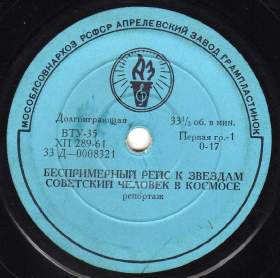 МОСОБЛСОВНАРХОЗ РСФСР АПРЕЛЕВСКИЙ ЗАВОД ГРАМПЛАСТИНОК
АЗ
Долгоиграющая
ВТУ-35
ХП 289-61
33 Д—0008321
33⅓ об. в мин.
Первая гр.-1
0-17
БЕСПРИМЕРНЫЙ РЕЙС К ЗВЕЗДАМ
СОВЕТСКИЙ ЧЕЛОВЕК В КОСМОСЕ
репортаж